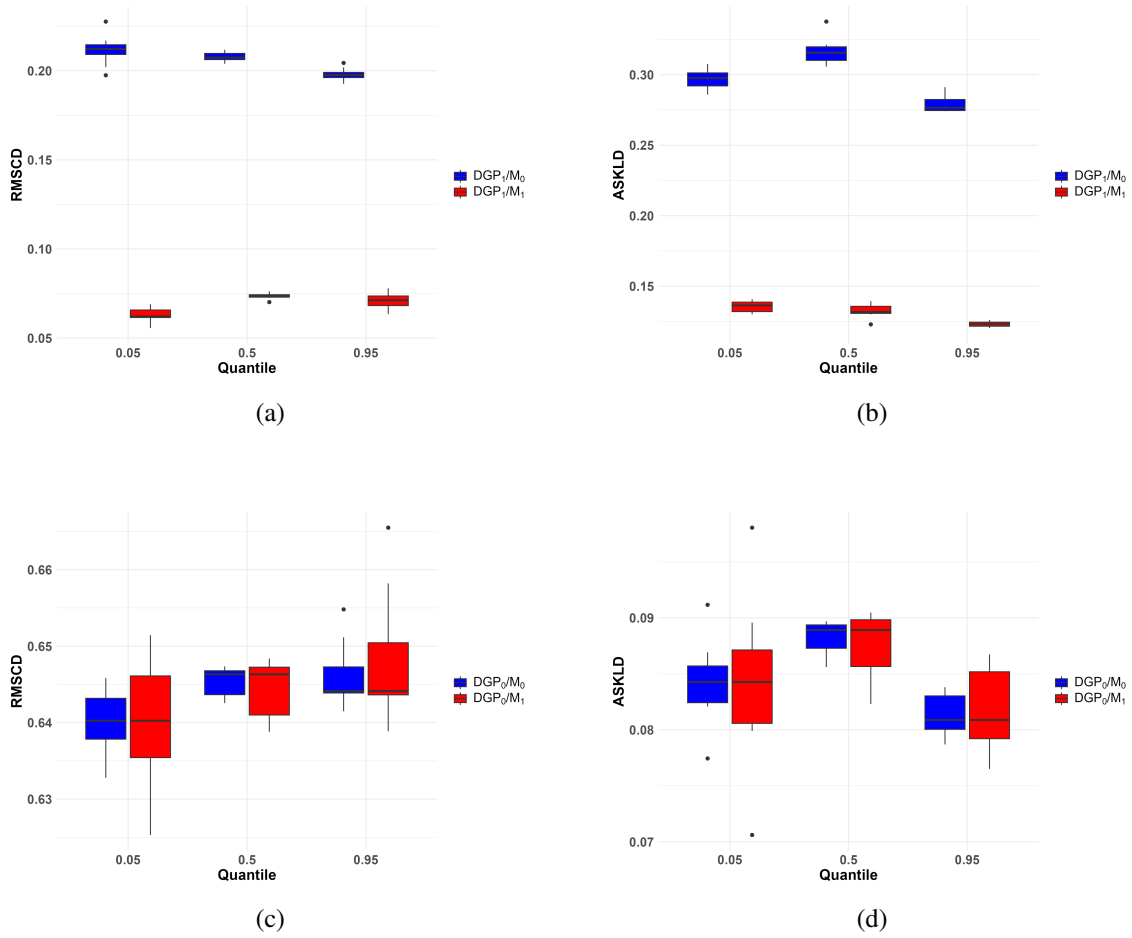 RMSCD
0.20
0.15
0.10
0.05
0.05 0.5 0.95
Quantile
DGP₁/M₀
DGP₁/M₁
(a)
ASKLD
0.30
0.25
0.20
0.15
0.05 0.5 0.95
Quantile
DGP₁/M₀
DGP₁/M₁
(b)
RMSCD
0.66
0.65
0.64
0.63
0.05 0.5 0.95
Quantile
DGP₀/M₀
DGP₀/M₁
(c)
ASKLD
0.09
0.08
0.07
0.05 0.5 0.95
Quantile
DGP₀/M₀
DGP₀/M₁
(d)